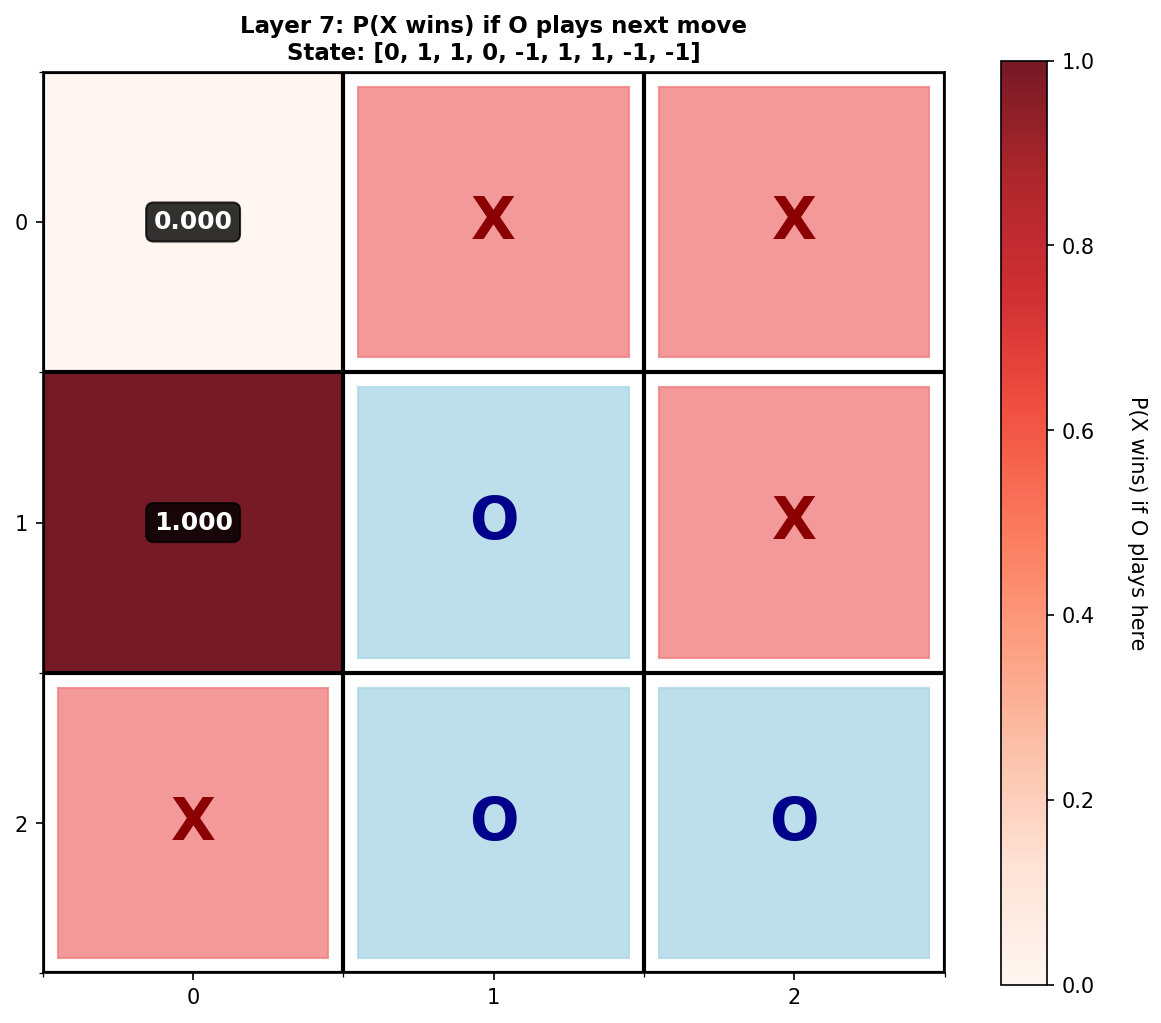 Layer 7: P(X wins) if O plays next move
State: [0, 1, 1, 0, -1, 1, 1, -1, -1]
0.000 X X
1.000 O X
X O O
0
1
2
0 1 2
1.0
0.8
0.6
0.4
0.2
0.0
P(X wins) if O plays here